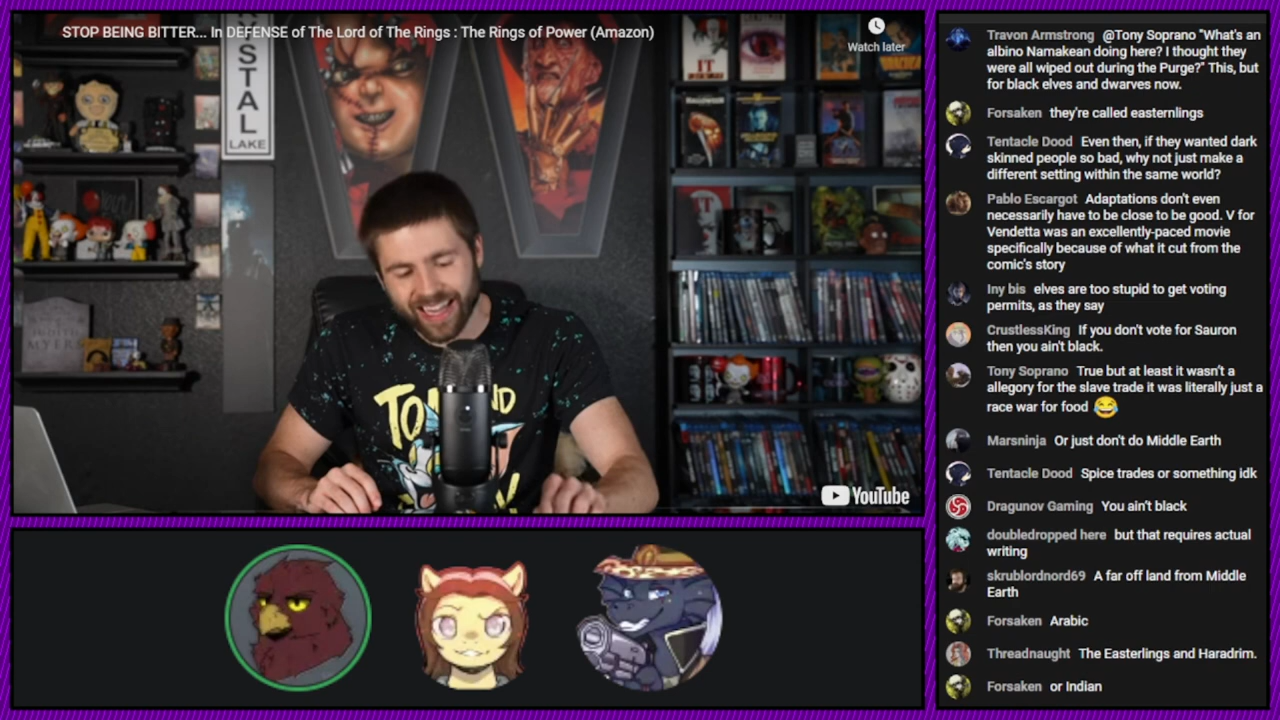 STOP BEING BITTER... In DEFENSE of The Lord of The Rings : The Rings of Power (Amazon)
Watch later
STAL
LAKE
IT
HALLOWEEN
IT
JUDITH
MYERS
TOM AND
YouTube
Travon Armstrong @Tony Soprano "What's an
albino Namakean doing here? I thought they
were all wiped out during the Purge?" This, but
for black elves and dwarves now.
Forsaken they're called easternlings
Tentacle Dood Even then, if they wanted dark
skinned people so bad, why not just make a
different setting within the same world?
Pablo Escargot Adaptations don't even
necessarily have to be close to be good. V for
Vendetta was an excellently-paced movie
specifically because of what it cut from the
comic's story
Iny bis elves are too stupid to get voting
permits, as they say
CrustlessKing If you don't vote for Sauron
then you ain't black.
Tony Soprano True but at least it wasn't a
allegory for the slave trade it was literally just a
race war for food 😂
Marsninja Or just don't do Middle Earth
Tentacle Dood Spice trades or something idk
Dragunov Gaming You ain't black
doubledropped here but that requires actual
writing
skrublordnord69 A far off land from Middle
Earth
Forsaken Arabic
Threadnaught The Easterlings and Haradrim.
Forsaken or Indian